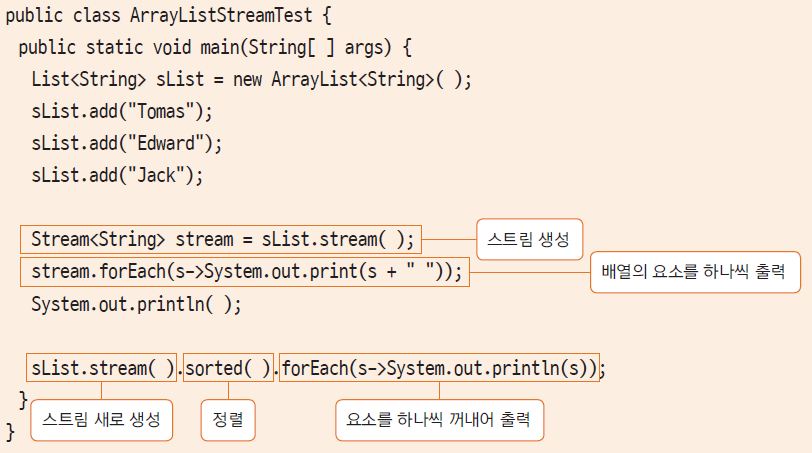 public class ArrayListStreamTest {
public static void main(String[ ] args) {
List<String> sList = new ArrayList<String>( );
sList.add("Tomas");
sList.add("Edward");
sList.add("Jack");
Stream<String> stream = sList.stream( );
스트림 생성
stream.forEach(s->System.out.print(s + " "));
배열의 요소를 하나씩 출력
System.out.println( );
sList.stream( ).sorted( ).forEach(s->System.out.println(s));
}
스트림 새로 생성
정렬
요소를 하나씩 꺼내어 출력
}